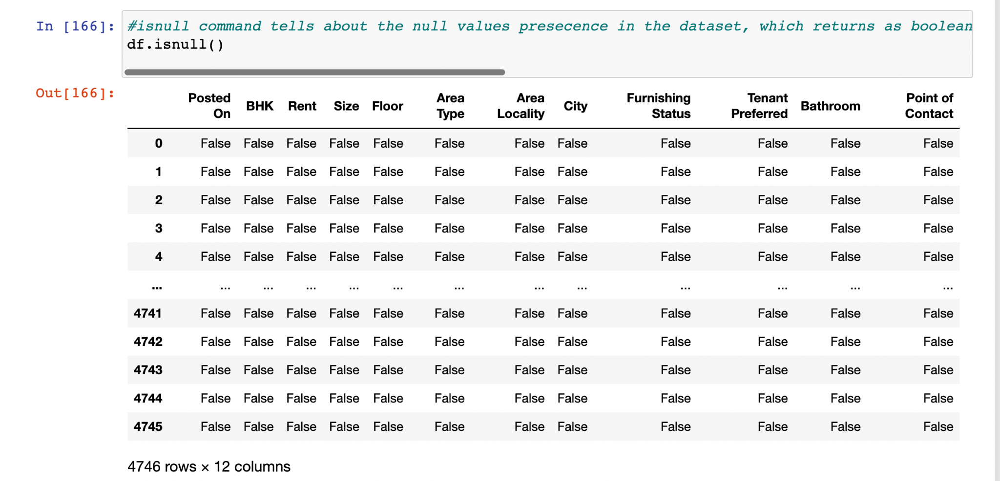 In [166]: #isnull command tells about the null values presecence in the dataset, which returns as boolean
df.isnull()
Out[166]:
Posted On BHK Rent Size Floor Area Type Area Locality City Furnishing Status Tenant Preferred Bathroom Point of Contact
0 False False False False False False False False False False False False
1 False False False False False False False False False False False False
2 False False False False False False False False False False False False
3 False False False False False False False False False False False False
4 False False False False False False False False False False False False
... ... ... ... ... ... ... ... ... ... ... ... ...
4741 False False False False False False False False False False False False
4742 False False False False False False False False False False False False
4743 False False False False False False False False False False False False
4744 False False False False False False False False False False False False
4745 False False False False False False False False False False False False
4746 rows × 12 columns